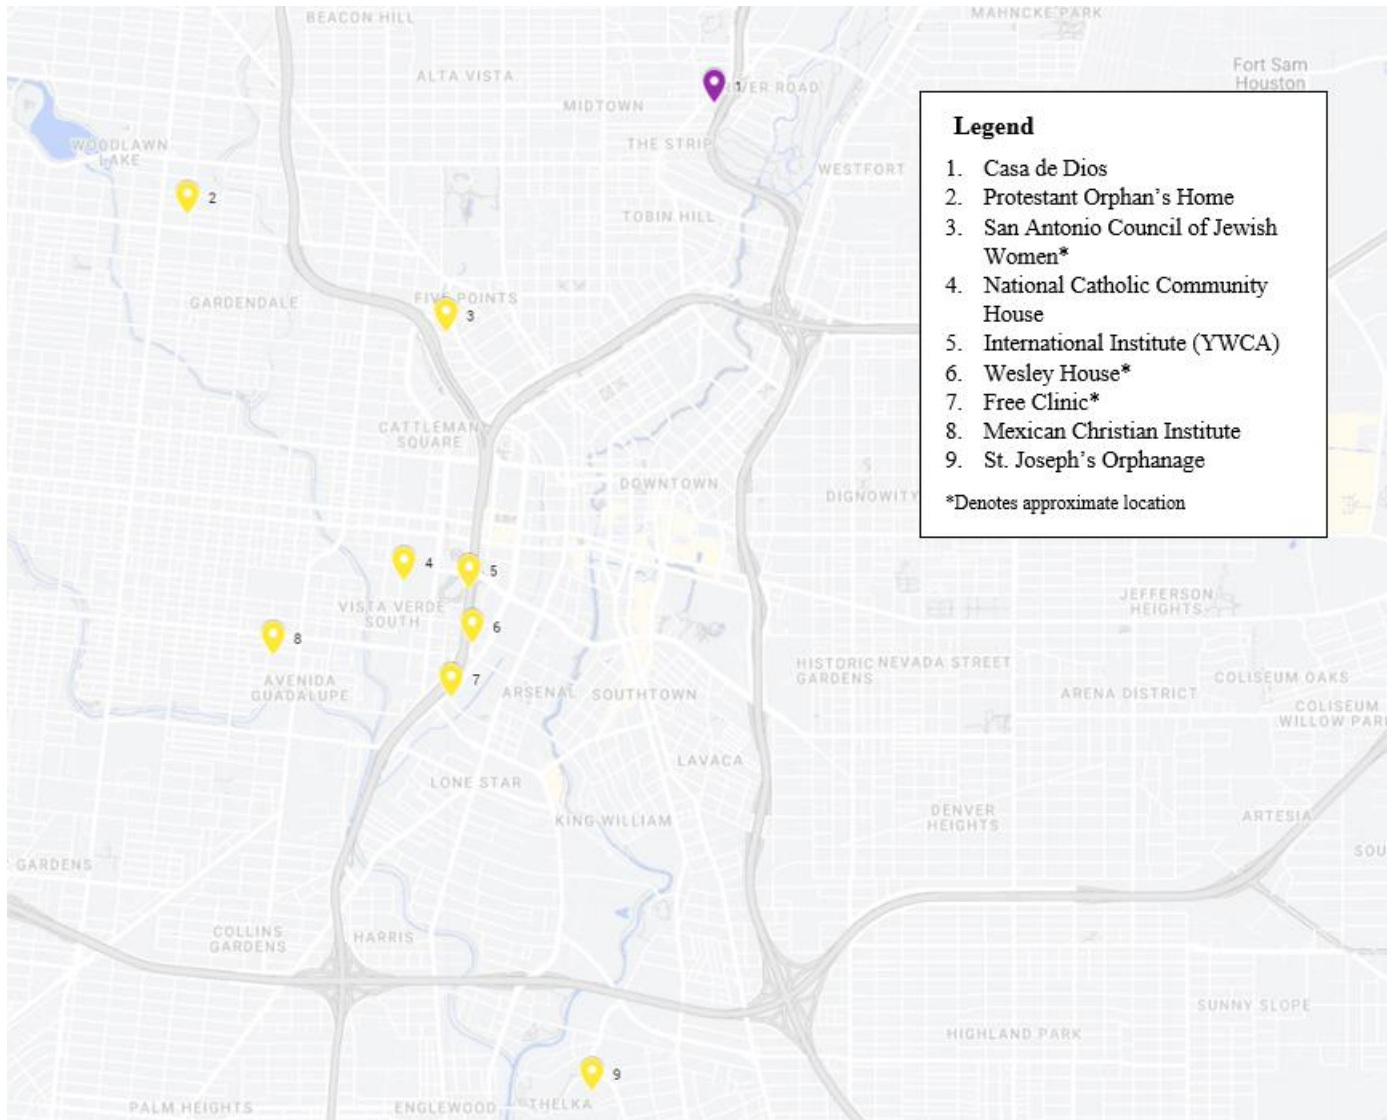 BEACON HILL
MAHNCKE PARK
Fort Sam
Houston
ALTA VISTA
1
RIVER ROAD
MIDTOWN
THE STRIP
WOODLAWN
LAKE
WESTFORT
2
TOBIN HILL
GARDENDALE
FIVE POINTS
3
Legend
1. Casa de Dios
2. Protestant Orphan's Home
3. San Antonio Council of Jewish
Women*
4. National Catholic Community
House
5. International Institute (YWCA)
6. Wesley House*
7. Free Clinic*
8. Mexican Christian Institute
9. St. Joseph's Orphanage
*Denotes approximate location
CATTLEMAN
SQUARE
DOWNTOWN
DIGNOWITY
4
5
VISTA VERDE
SOUTH
6
JEFFERSON
HEIGHTS
8
7
AVENIDA
GUADALUPE
ARSENAL
SOUTHTOWN
HISTORIC
GARDENS
NEVADA STREET
ARENA DISTRICT
COLISEUM OAKS
COLISEUM
WILLOW PARK
LAVACA
LONE STAR
KING WILLIAM
DENVER
HEIGHTS
ARTESIA
GARDENS
SOU
COLLINS
GARDENS
HARRIS
SUNNY SLOPE
HIGHLAND PARK
9
PALM HEIGHTS
ENGLEWOOD
THELKA